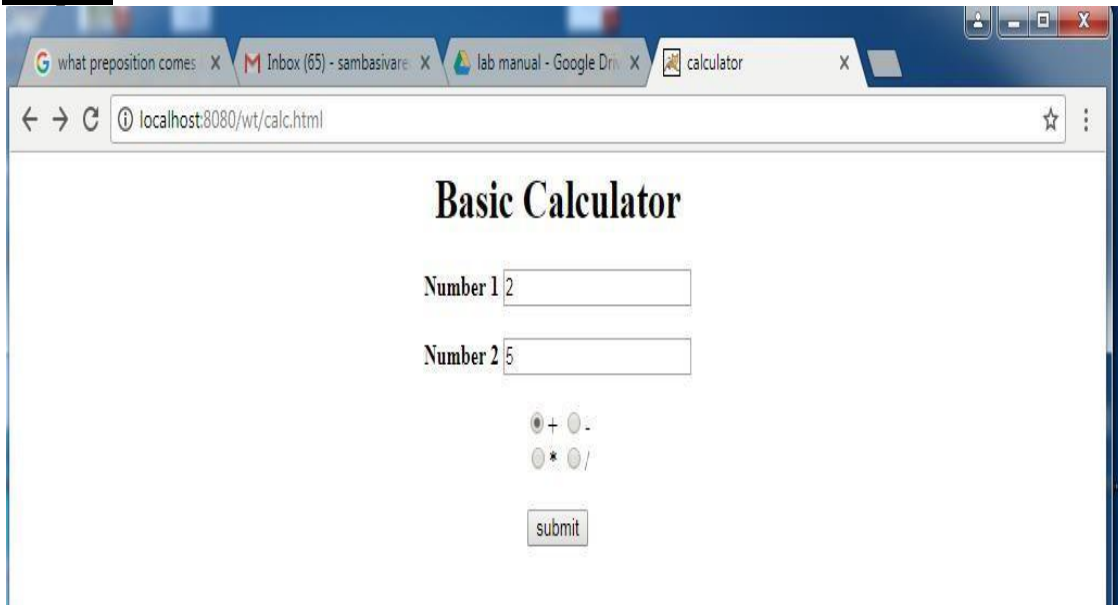 what preposition comes Inbox (65) - sambasivare lab manual - Google Driv calculator
localhost:8080/wt/calc.html
Basic Calculator
Number 1 2
Number 2 5
+ -
* /
submit